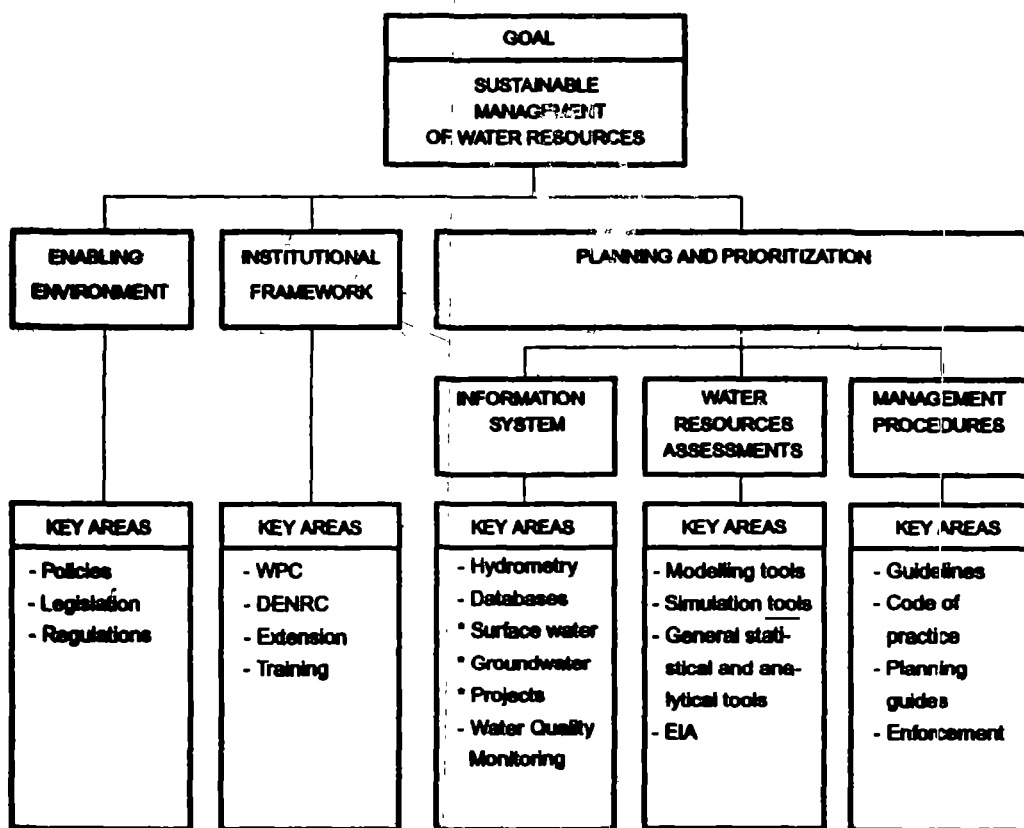 GOAL
SUSTAINABLE
MANAGEMENT
OF WATER RESOURCES
ENABLING
ENVIRONMENT
INSTITUTIONAL
FRAMEWORK
PLANNING AND PRIORITIZATION
INFORMATION
SYSTEM
WATER
RESOURCES
ASSESSMENTS
MANAGEMENT
PROCEDURES
KEY AREAS
- Policies
- Legislation
- Regulations
KEY AREAS
- WPC
- DENRC
- Extension
- Training
KEY AREAS
- Hydrometry
- Databases
* Surface water
* Groundwater
* Projects
- Water Quality
Monitoring
KEY AREAS
- Modelling tools
- Simulation tools
- General stati-
stical and ana-
lytical tools
- EIA
KEY AREAS
- Guidelines
- Code of
practice
- Planning
guides
- Enforcement